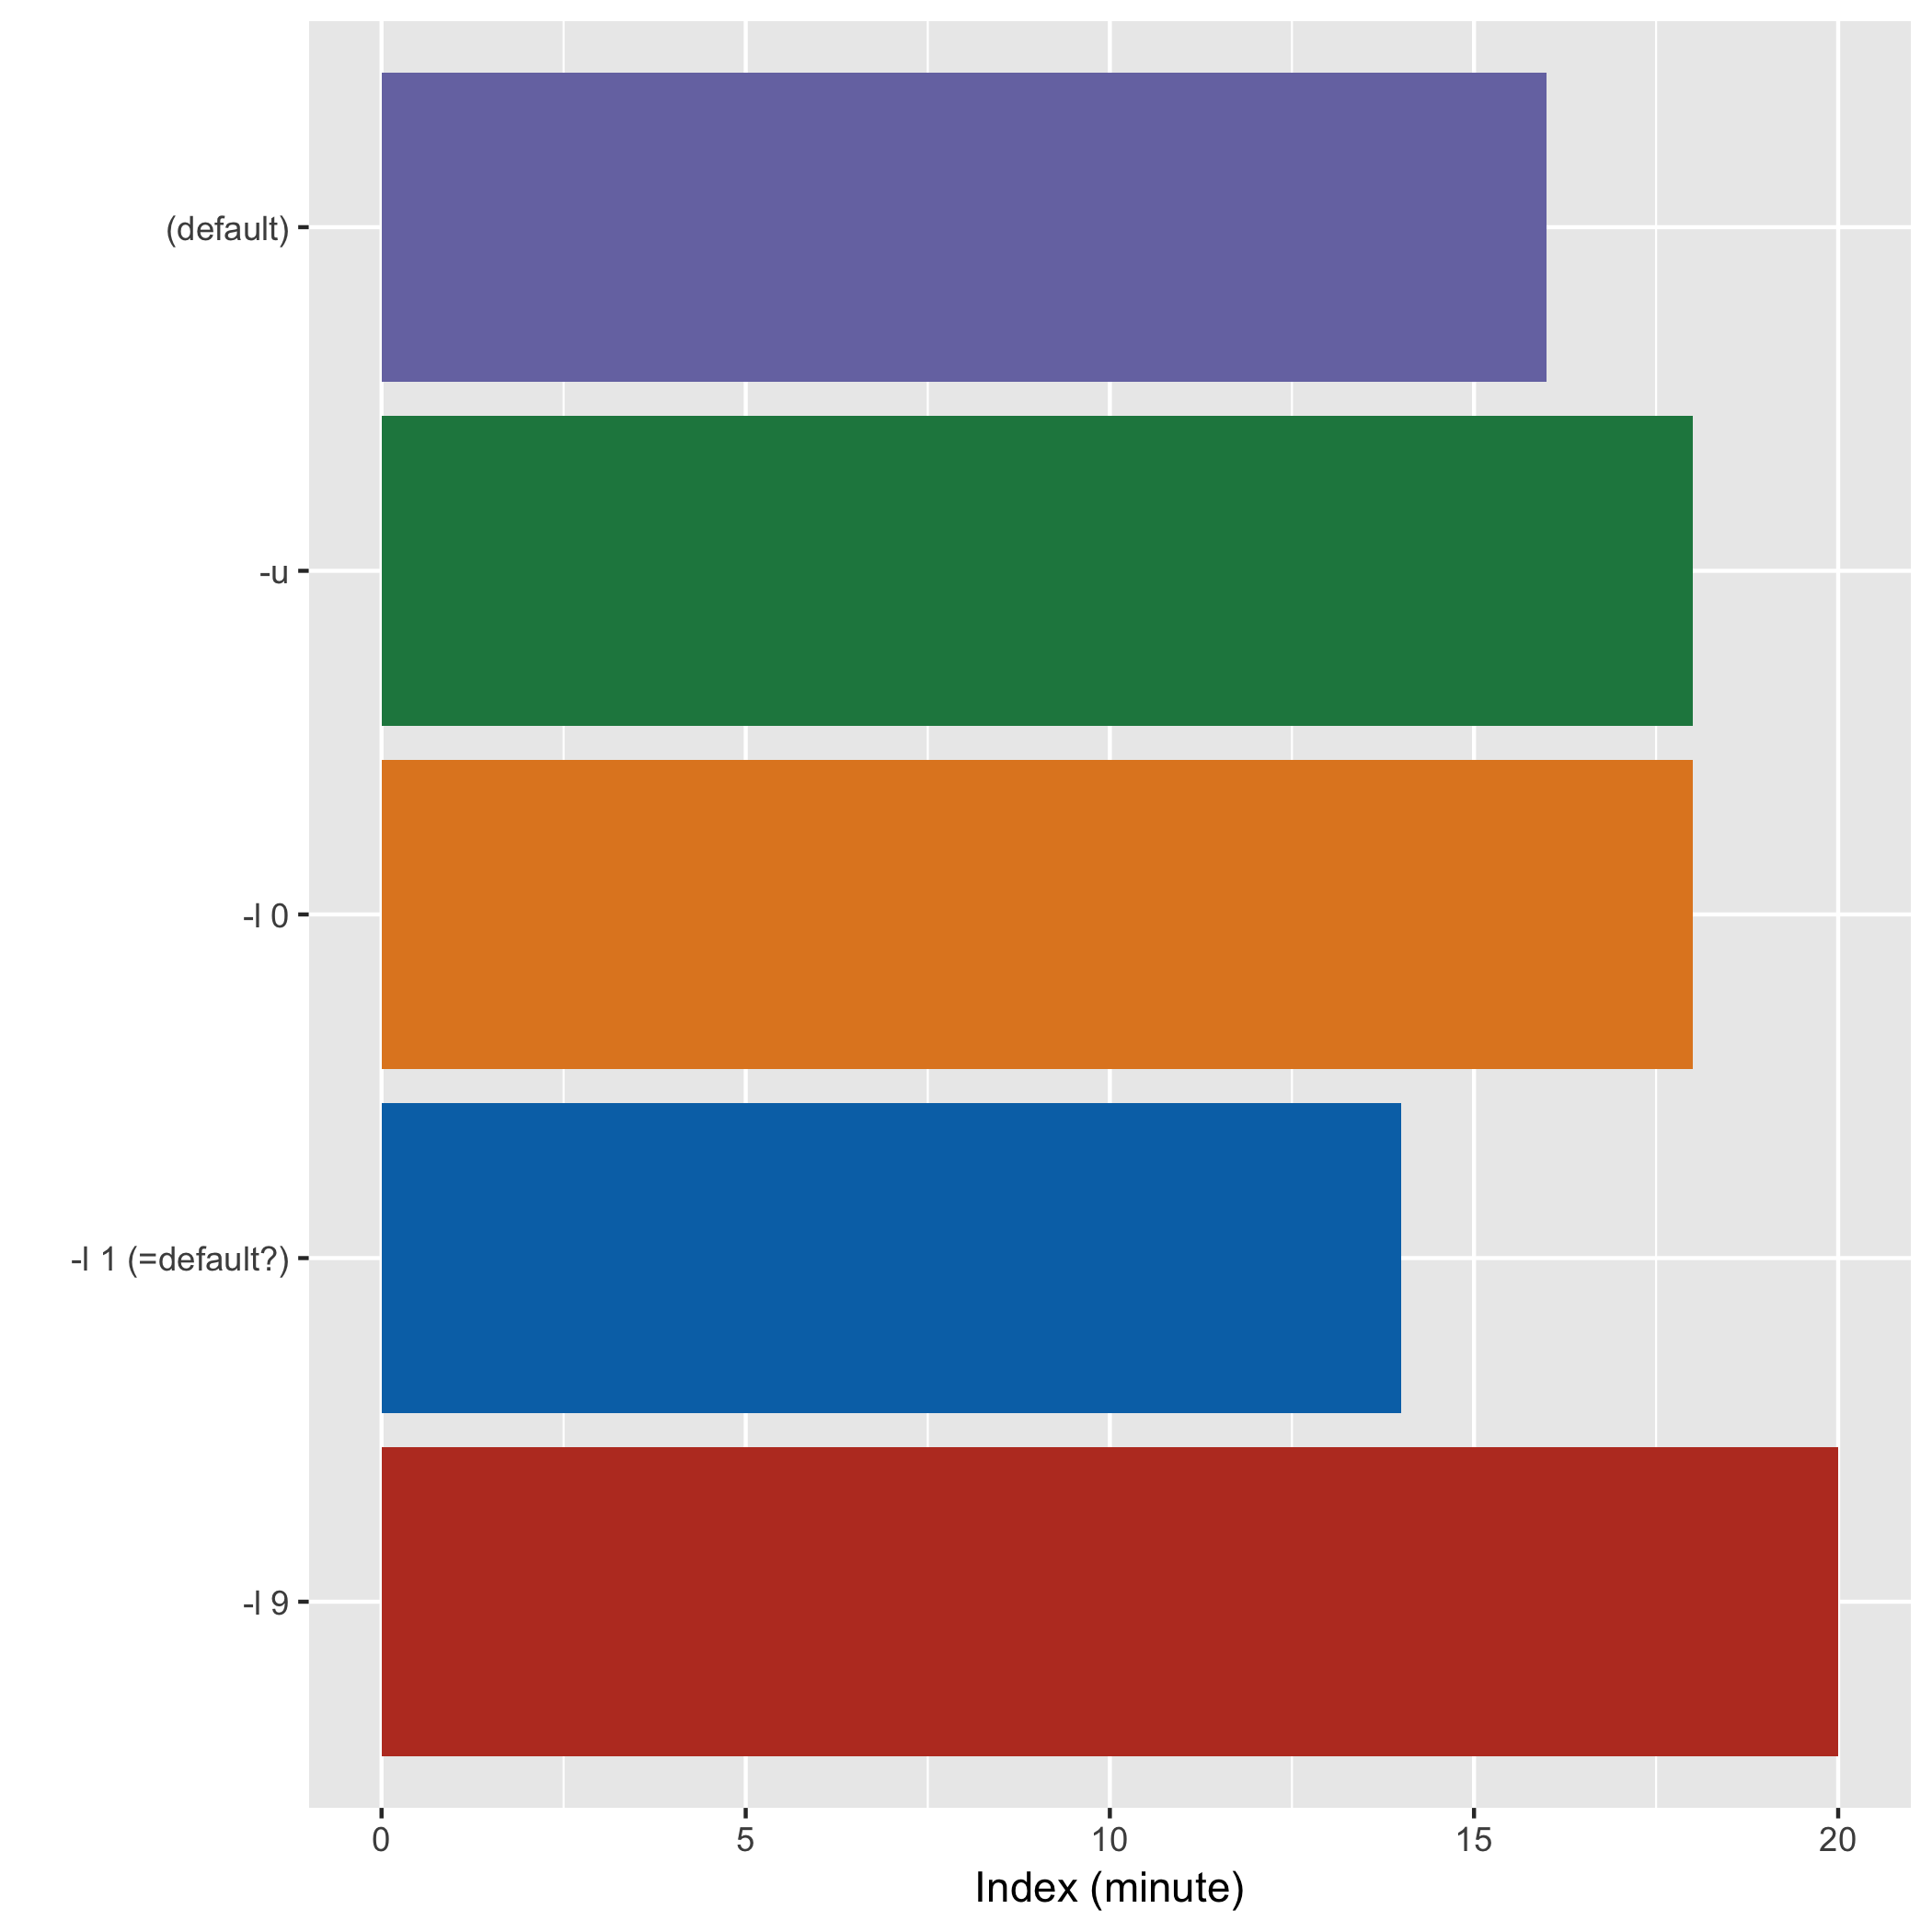 (default)
-u
-l 0
-l 1 (=default?)
-l 9
0 5 10 15 20
Index (minute)